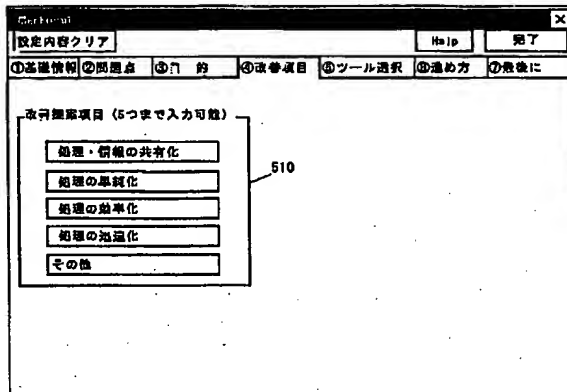 設定内容クリア Help 完了
①基礎情報 ②問題点 ③目 的 ④改善項目 ⑤ツール選択 ⑥進め方 ⑦最後に
改善提案項目（5つまで入力可能）
処理・情報の共有化
510
処理の単純化
処理の効率化
処理の迅速化
その他